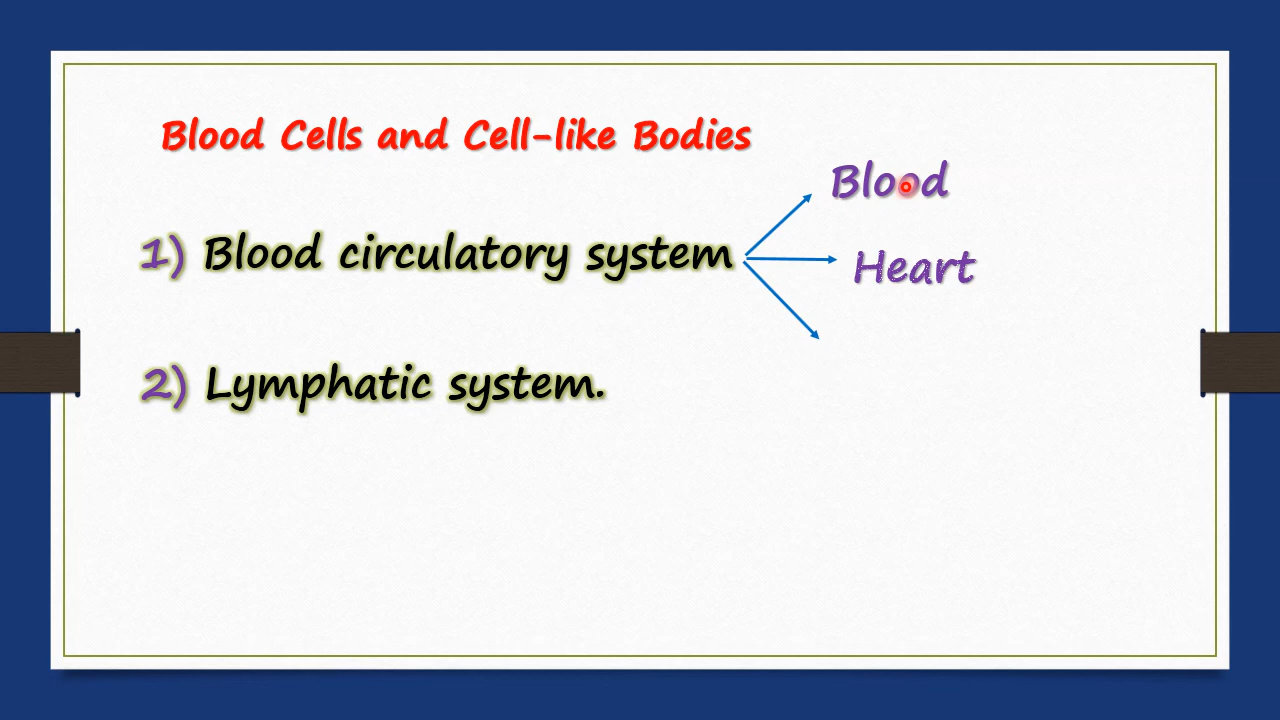 Blood Cells and Cell-like Bodies
Blood
1) Blood circulatory system
Heart
2) Lymphatic system.